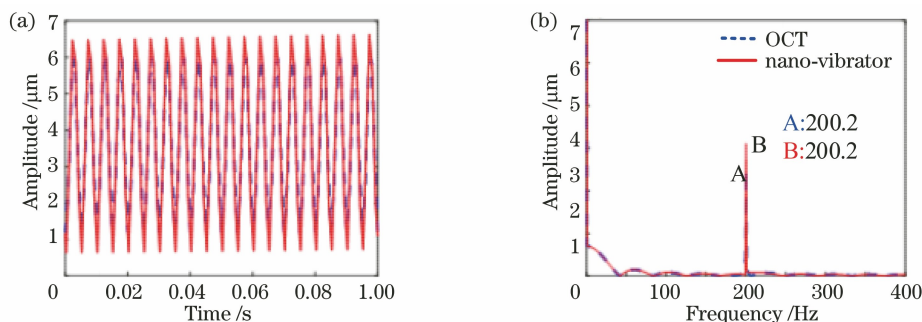 (a)
7
6
5
4
3
2
1
0
0.02
0.04
0.06
0.08
1.00
Amplitude /μm
Time /s
(b)
7
6
5
4
3
2
1
0
100
200
300
400
Amplitude /μm
Frequency /Hz
OCT
nano-vibrator
A:200.2
B:200.2
B
A